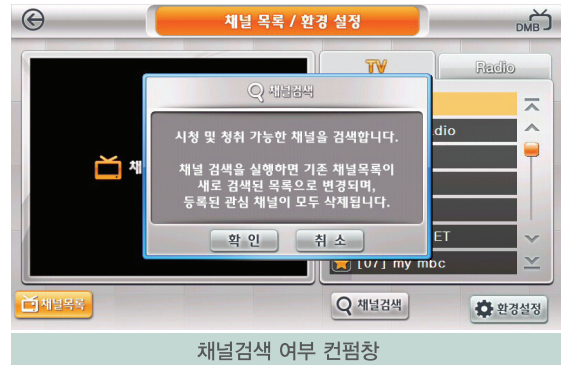 채널 목록 / 환경 설정
DMB
TV
Radio
채널검색
시청 및 청취 가능한 채널을 검색합니다.
채널 검색을 실행하면 기존 채널목록이
새로 검색된 목록으로 변경되며,
등록된 관심 채널이 모두 삭제됩니다.
확 인
취 소
채
dio
ET
[07] my mbc
채널목록
채널검색
환경설정
채널검색 여부 컨펌창